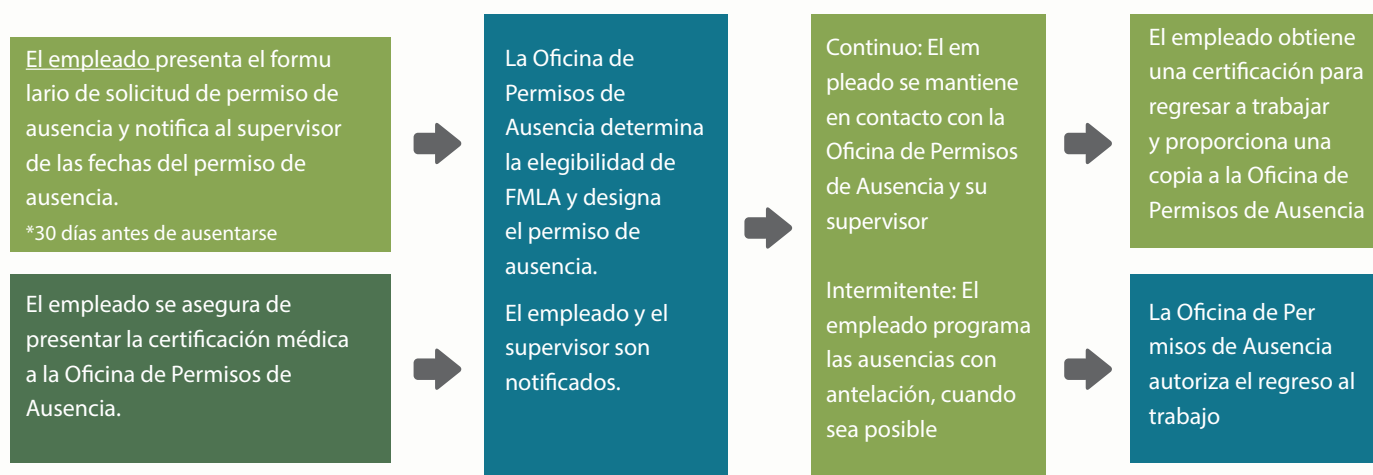 El empleado presenta el formu
lario de solicitud de permiso de
ausencia y notifica al supervisor
de las fechas del permiso de
ausencia.
*30 días antes de ausentarse
El empleado se asegura de
presentar la certificación médica
a la Oficina de Permisos de
Ausencia.
La Oficina de
Permisos de
Ausencia determina
la elegibilidad de
FMLA y designa
el permiso de
ausencia.
El empleado y el
supervisor son
notificados.
Continuo: El em
pleado se mantiene
en contacto con la
Oficina de Permisos
de Ausencia y su
supervisor
Intermitente: El
empleado programa
las ausencias con
antelación, cuando
sea posible
El empleado obtiene
una certificación para
regresar a trabajar
y proporciona una
copia a la Oficina de
Permisos de Ausencia
La Oficina de Per
misos de Ausencia
autoriza el regreso al
trabajo